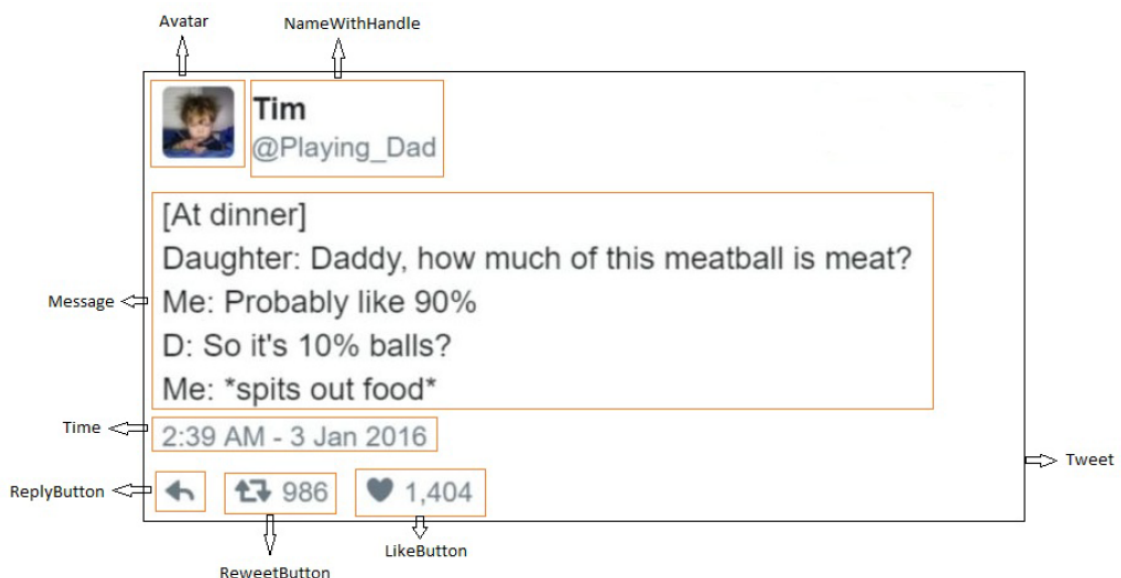 Avatar
NameWithHandle
Tim
@Playing_Dad
[At dinner]
Daughter: Daddy, how much of this meatball is meat?
Message
Me: Probably like 90%
D: So it's 10% balls?
Me: *spits out food*
Time
2:39 AM - 3 Jan 2016
Tweet
ReplyButton
986
1,404
LikeButton
ReweetButton